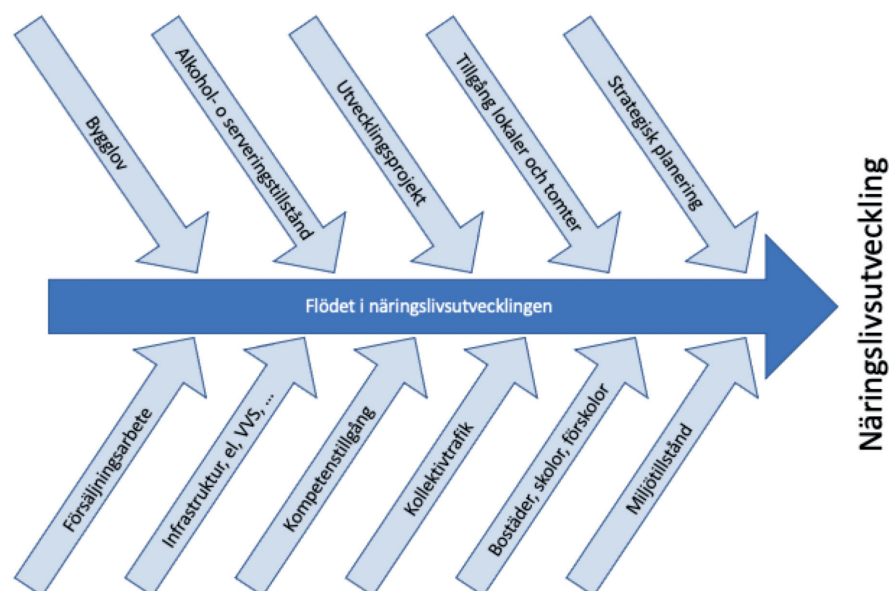 Bygglov
Alkohol- o serveringstillstånd
Utvecklingsprojekt
Tillgång lokaler och tomter
Strategisk planering
Flödet i näringslivsutvecklingen
Näringslivsutveckling
Försäljningsarbete
Infrastruktur, el, VVS, ...
Kompetenstillgång
Kollektivtrafik
Bostäder, skolor, förskolor
Miljötillstånd